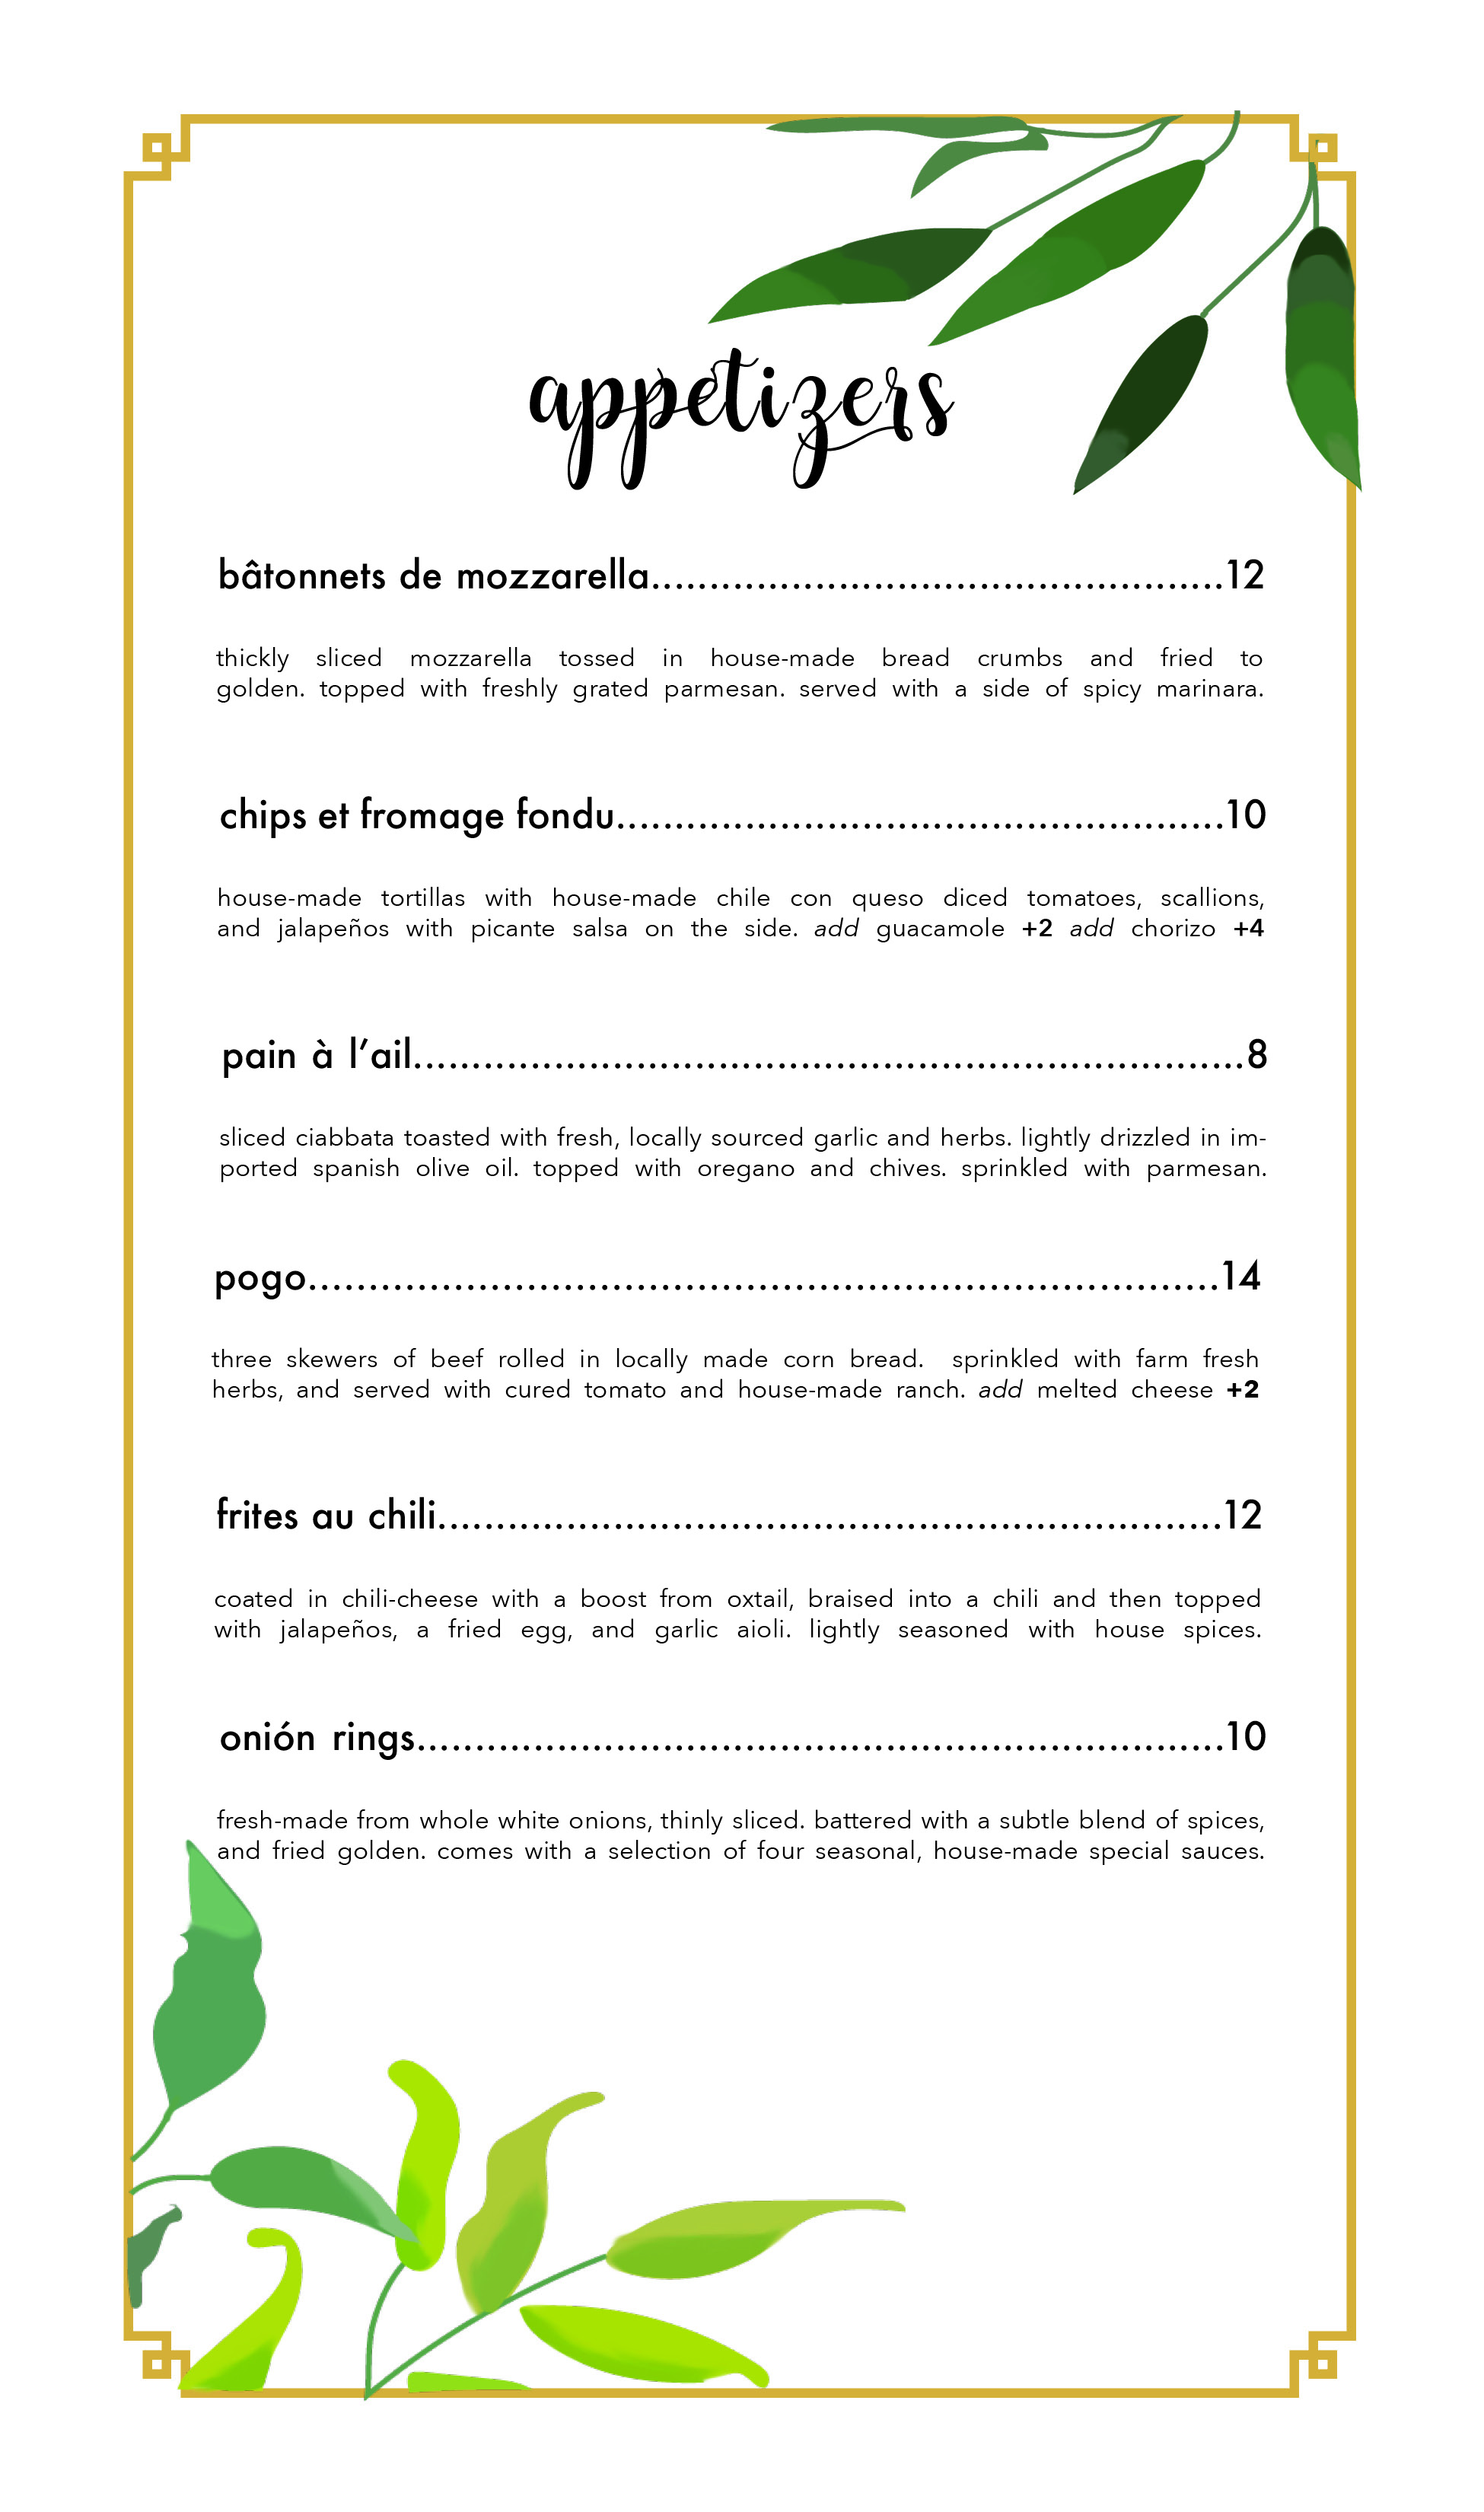 appetizers
bâtonnets de mozzarella.................................................12
thickly sliced mozzarella tossed in house-made bread crumbs and fried to
golden. topped with freshly grated parmesan. served with a side of spicy marinara.
chips et fromage fondu....................................................10
house-made tortillas with house-made chile con queso diced tomatoes, scallions,
and jalapeños with picante salsa on the side. add guacamole +2 add chorizo +4
pain à l’ail.......................................................................8
sliced ciabbata toasted with fresh, locally sourced garlic and herbs. lightly drizzled in im-
ported spanish olive oil. topped with oregano and chives. sprinkled with parmesan.
pogo..............................................................................14
three skewers of beef rolled in locally made corn bread.  sprinkled with farm fresh
herbs, and served with cured tomato and house-made ranch. add melted cheese +2
frites au chili...................................................................12
coated in chili-cheese with a boost from oxtail, braised into a chili and then topped
with jalapeños, a fried egg, and garlic aioli. lightly seasoned with house spices.
onión rings.....................................................................10
fresh-made from whole white onions, thinly sliced. battered with a subtle blend of spices,
and fried golden. comes with a selection of four seasonal, house-made special sauces.